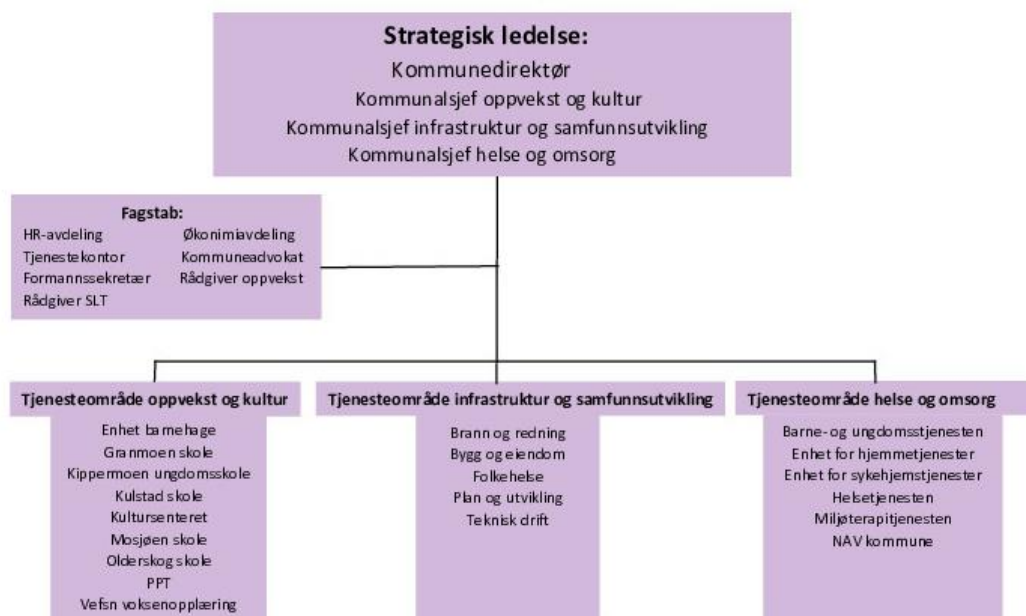 Strategisk ledelse:
Kommunedirektør
Kommunalsjef oppvekst og kultur
Kommunalsjef infrastruktur og samfunnsutvikling
Kommunalsjef helse og omsorg
Fagstab:
HR-avdeling Økonimiavdeling
Tjenestekontor Kommuneadvokat
Formannssekretær Rådgiver oppvekst
Rådgiver SLT
Tjenesteområde oppvekst og kultur
Enhet barnehage
Granmoen skole
Kippermoen ungdomsskole
Kulstad skole
Kultursenteret
Mosjøen skole
Olderskog skole
PPT
Vefsn voksenopplæring
Tjenesteområde infrastruktur og samfunnsutvikling
Brann og redning
Bygg og eiendom
Folkehelse
Plan og utvikling
Teknisk drift
Tjenesteområde helse og omsorg
Barne- og ungdomsstjenesten
Enhet for hjemmetjenester
Enhet for sykehjemstjenester
Helsetjenesten
Miljøterapitjenesten
NAV kommune